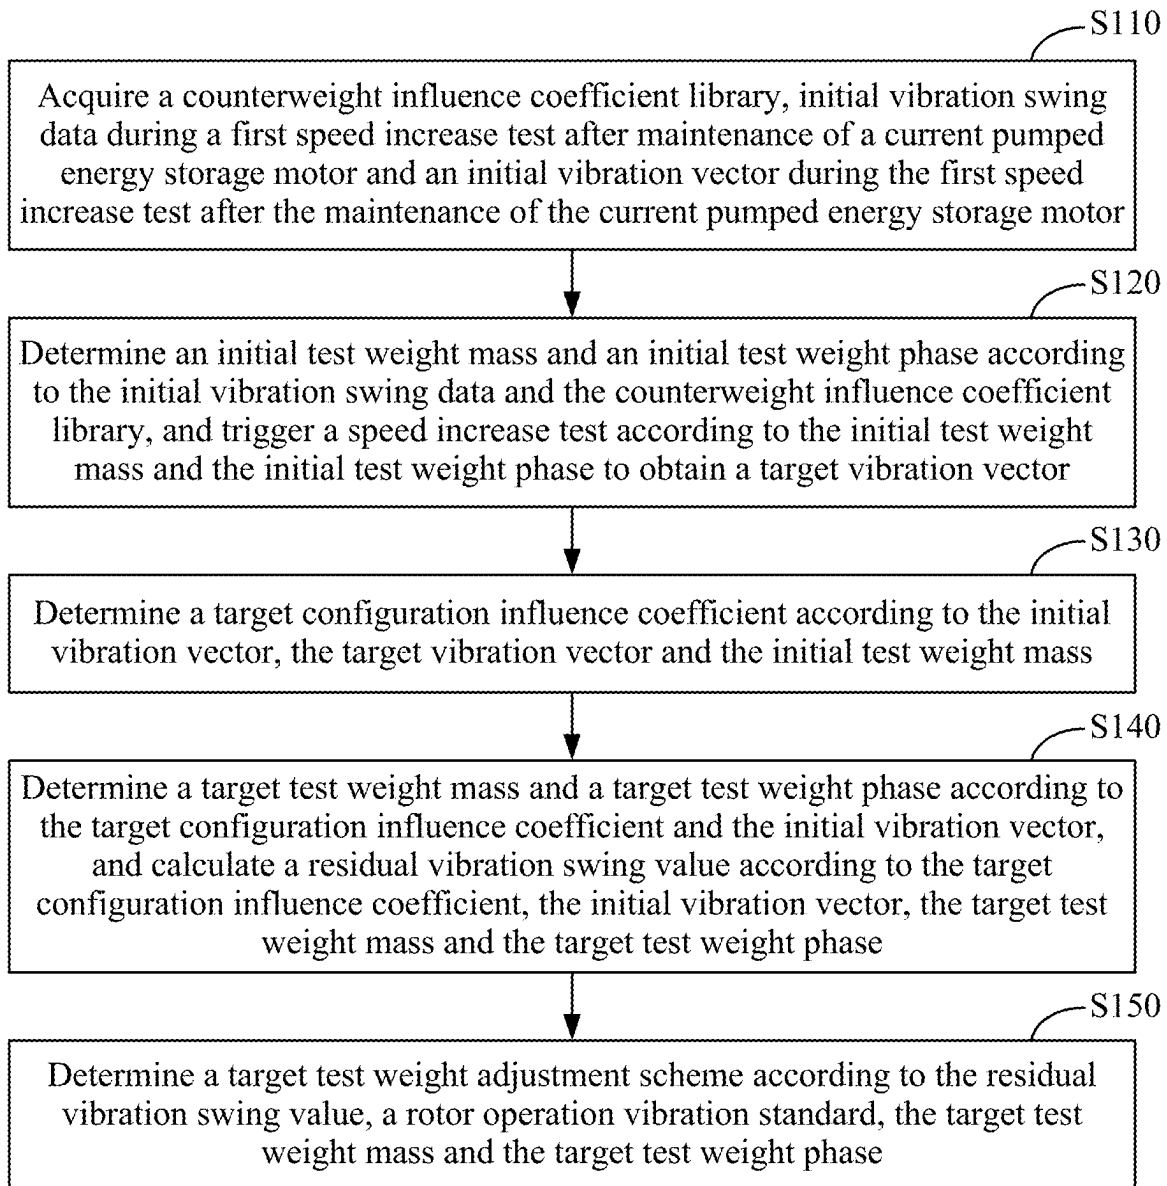 S110
Acquire a counterweight influence coefficient library, initial vibration swing
data during a first speed increase test after maintenance of a current pumped
energy storage motor and an initial vibration vector during the first speed
increase test after the maintenance of the current pumped energy storage motor
S120
Determine an initial test weight mass and an initial test weight phase according
to the initial vibration swing data and the counterweight influence coefficient
library, and trigger a speed increase test according to the initial test weight
mass and the initial test weight phase to obtain a target vibration vector
S130
Determine a target configuration influence coefficient according to the initial
vibration vector, the target vibration vector and the initial test weight mass
S140
Determine a target test weight mass and a target test weight phase according to
the target configuration influence coefficient and the initial vibration vector,
and calculate a residual vibration swing value according to the target
configuration influence coefficient, the initial vibration vector, the target test
weight mass and the target test weight phase
S150
Determine a target test weight adjustment scheme according to the residual
vibration swing value, a rotor operation vibration standard, the target test
weight mass and the target test weight phase